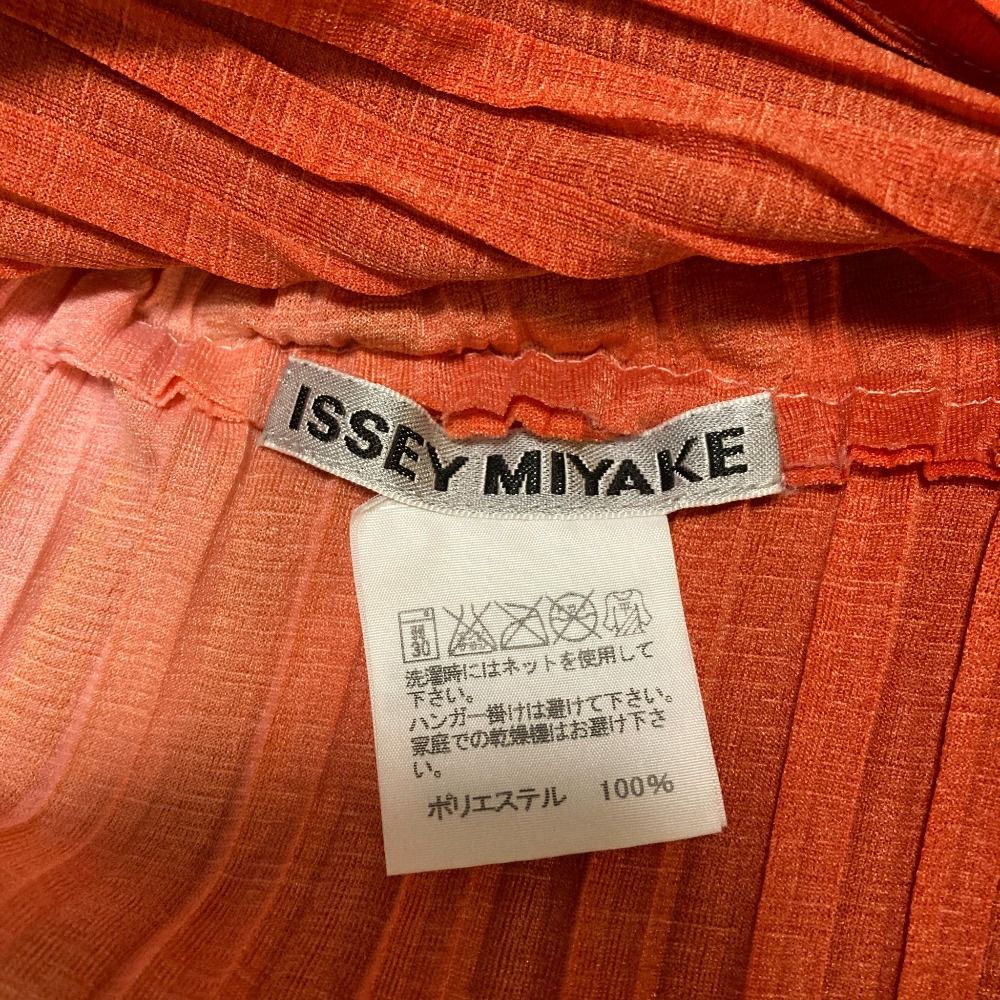 ISSEY MIYAKE
30
洗濯時にはネットを使用して
下さい。
ハンガー掛けは避けて下さい。
家庭での乾燥機はお避け下さ
い。
ポリエステル 100%